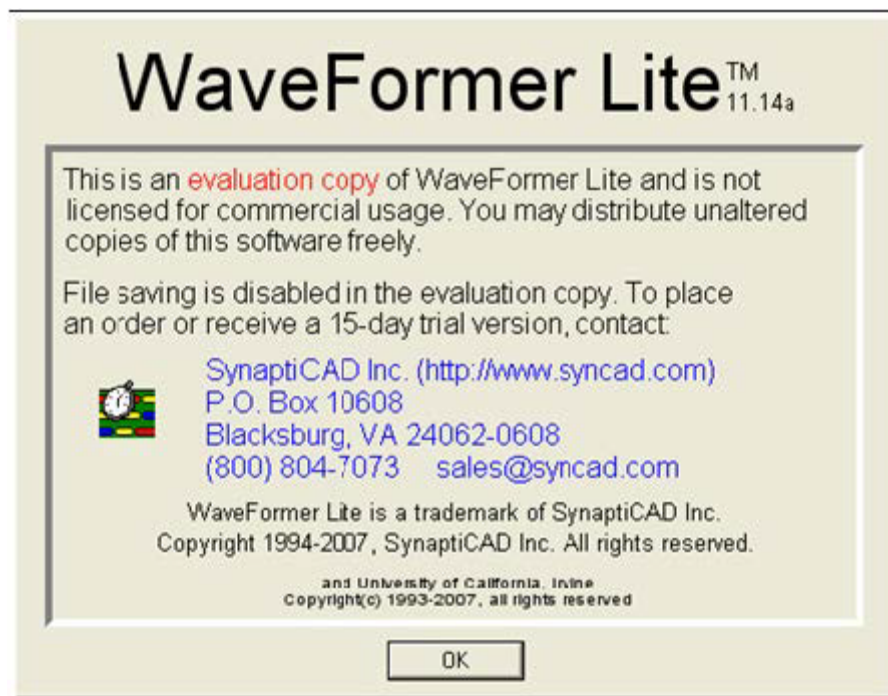 WaveFormer Lite TM
11.14a
This is an evaluation copy of WaveFormer Lite and is not
licensed for commercial usage. You may distribute unaltered
copies of this software freely.
File saving is disabled in the evaluation copy. To place
an order or receive a 15-day trial version, contact:
SynaptiCAD Inc. (http://www.syncad.com)
P.O. Box 10608
Blacksburg, VA 24062-0608
(800) 804-7073 sales@syncad.com
WaveFormer Lite is a trademark of SynaptiCAD Inc.
Copyright 1994-2007, SynaptiCAD Inc. All rights reserved.
and University of California, Irvine
Copyright(c) 1993-2007, all rights reserved
OK